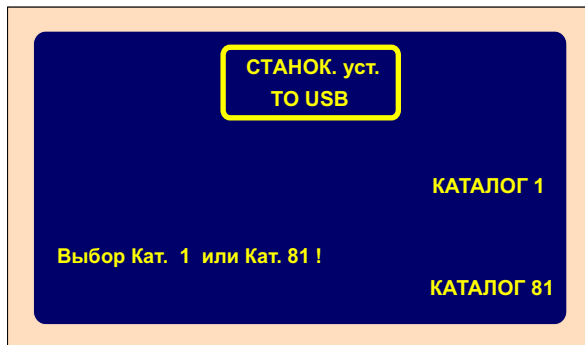 СТАНОК. уст.
TO USB
КАТАЛОГ 1
Выбор Кат. 1 или Кат. 81 !
КАТАЛОГ 81